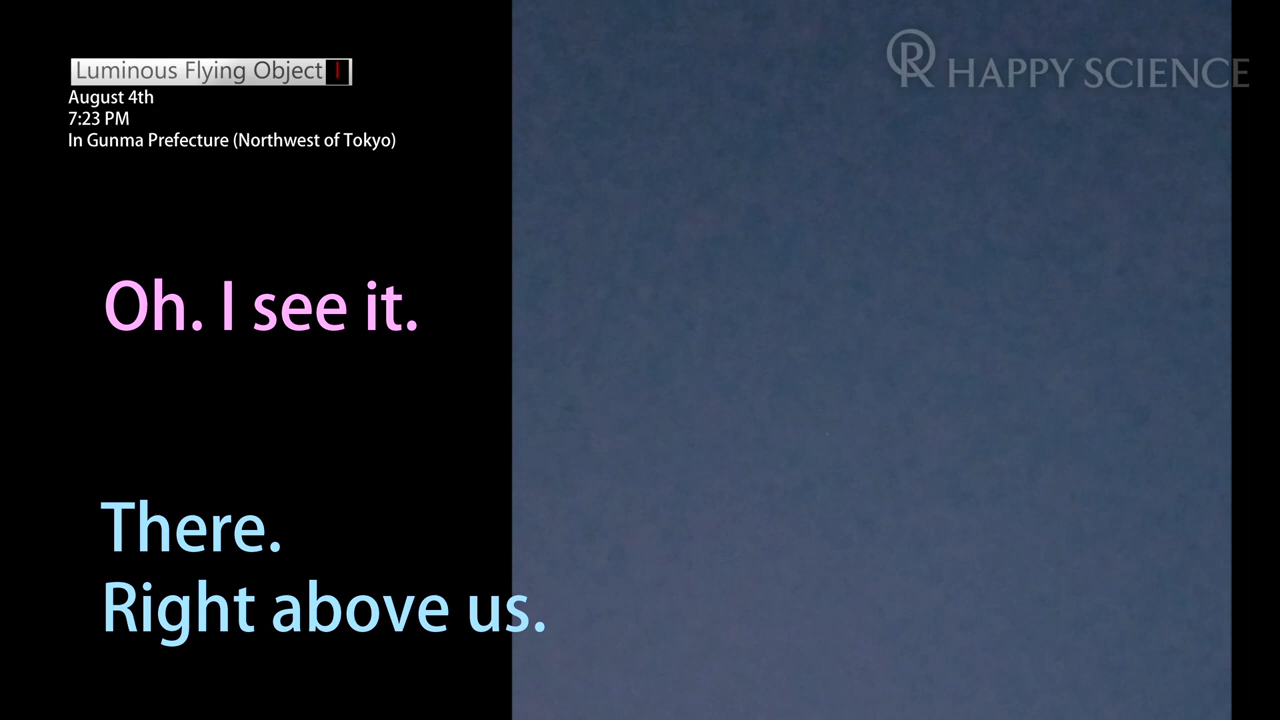 Luminous Flying Object I
August 4th
7:23 PM
In Gunma Prefecture (Northwest of Tokyo)
R HAPPY SCIENCE
Oh. I see it.
There.
Right above us.